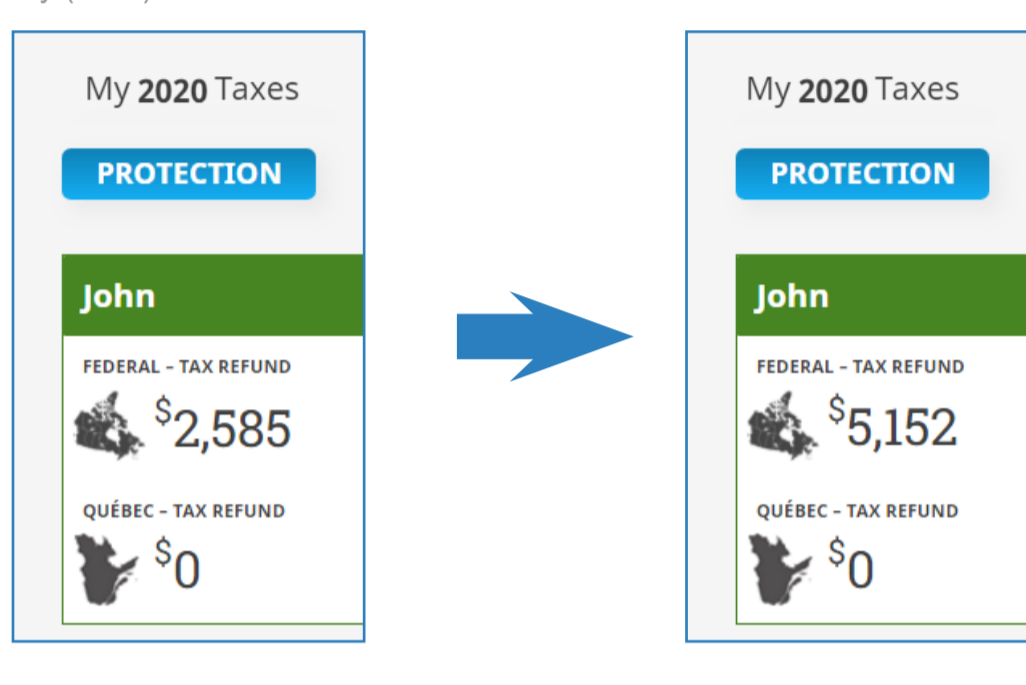 My 2020 Taxes
PROTECTION
John
FEDERAL – TAX REFUND
$2,585
QUÉBEC – TAX REFUND
$0
My 2020 Taxes
PROTECTION
John
FEDERAL – TAX REFUND
$5,152
QUÉBEC – TAX REFUND
$0